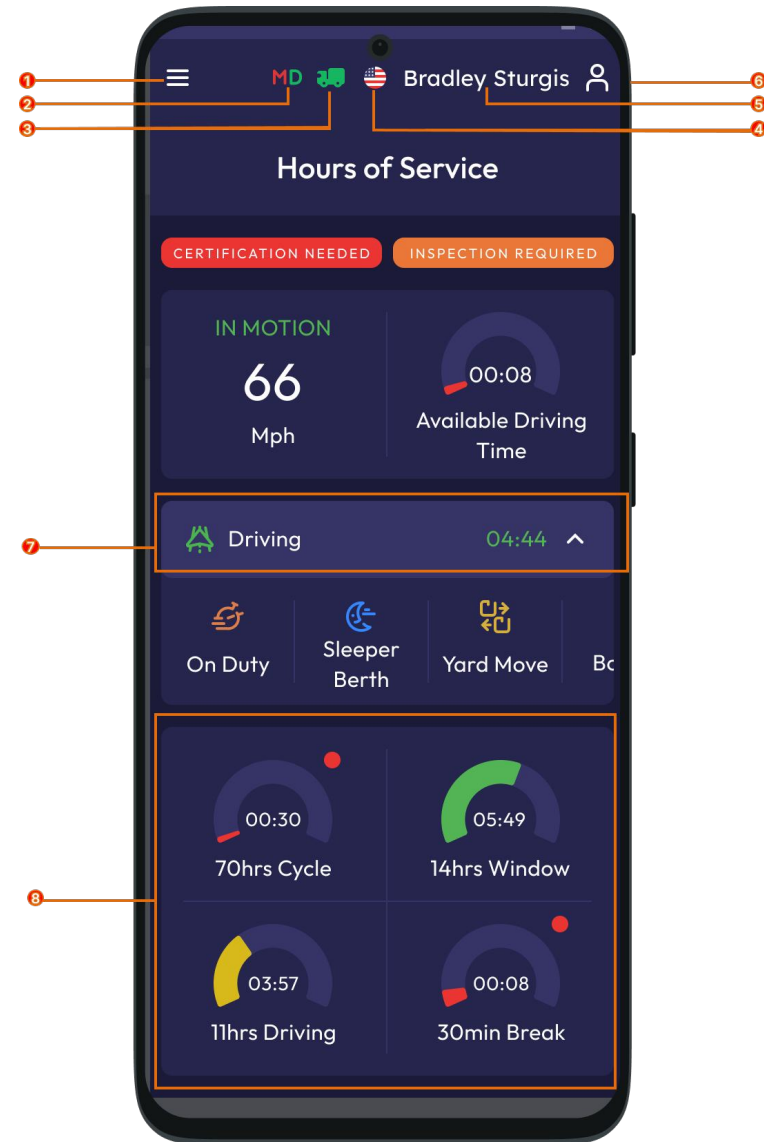 1
2
3
MD
Bradley Sturgis
6
5
4
Hours of Service
CERTIFICATION NEEDED
INSPECTION REQUIRED
IN MOTION
66
Mph
00:08
Available Driving
Time
7
Driving
04:44
On Duty
Sleeper
Berth
Yard Move
Bo
8
00:30
70hrs Cycle
05:49
14hrs Window
03:57
11hrs Driving
00:08
30min Break